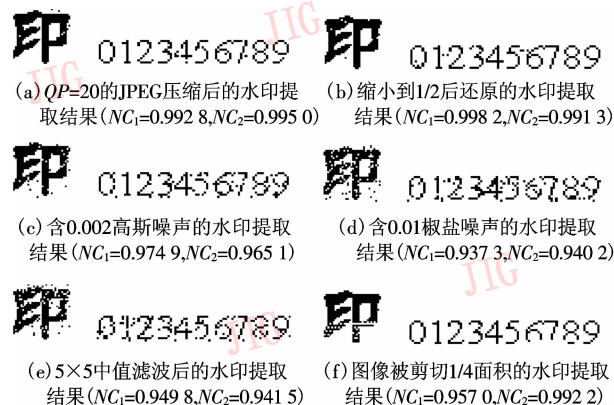 印 0123456789 印 0123456789
(a) QP=20的JPEG压缩后的水印提 (b) 缩小到1/2后还原的水印提取
取结果(NC₁=0.992 8,NC₂=0.995 0) 结果(NC₁=0.998 2,NC₂=0.991 3)
印 0123456789 印 0123456789
(c) 含0.002高斯噪声的水印提取 (d) 含0.01椒盐噪声的水印提取
结果(NC₁=0.974 9,NC₂=0.965 1) 结果(NC₁=0.937 3,NC₂=0.940 2)
印 0123456789 印 0123456789
(e) 5×5中值滤波后的水印提取 (f) 图像被剪切1/4面积的水印提取
结果(NC₁=0.949 8,NC₂=0.941 5) 结果(NC₁=0.957 0,NC₂=0.992 2)
JIG
JIG
JIG
JIG